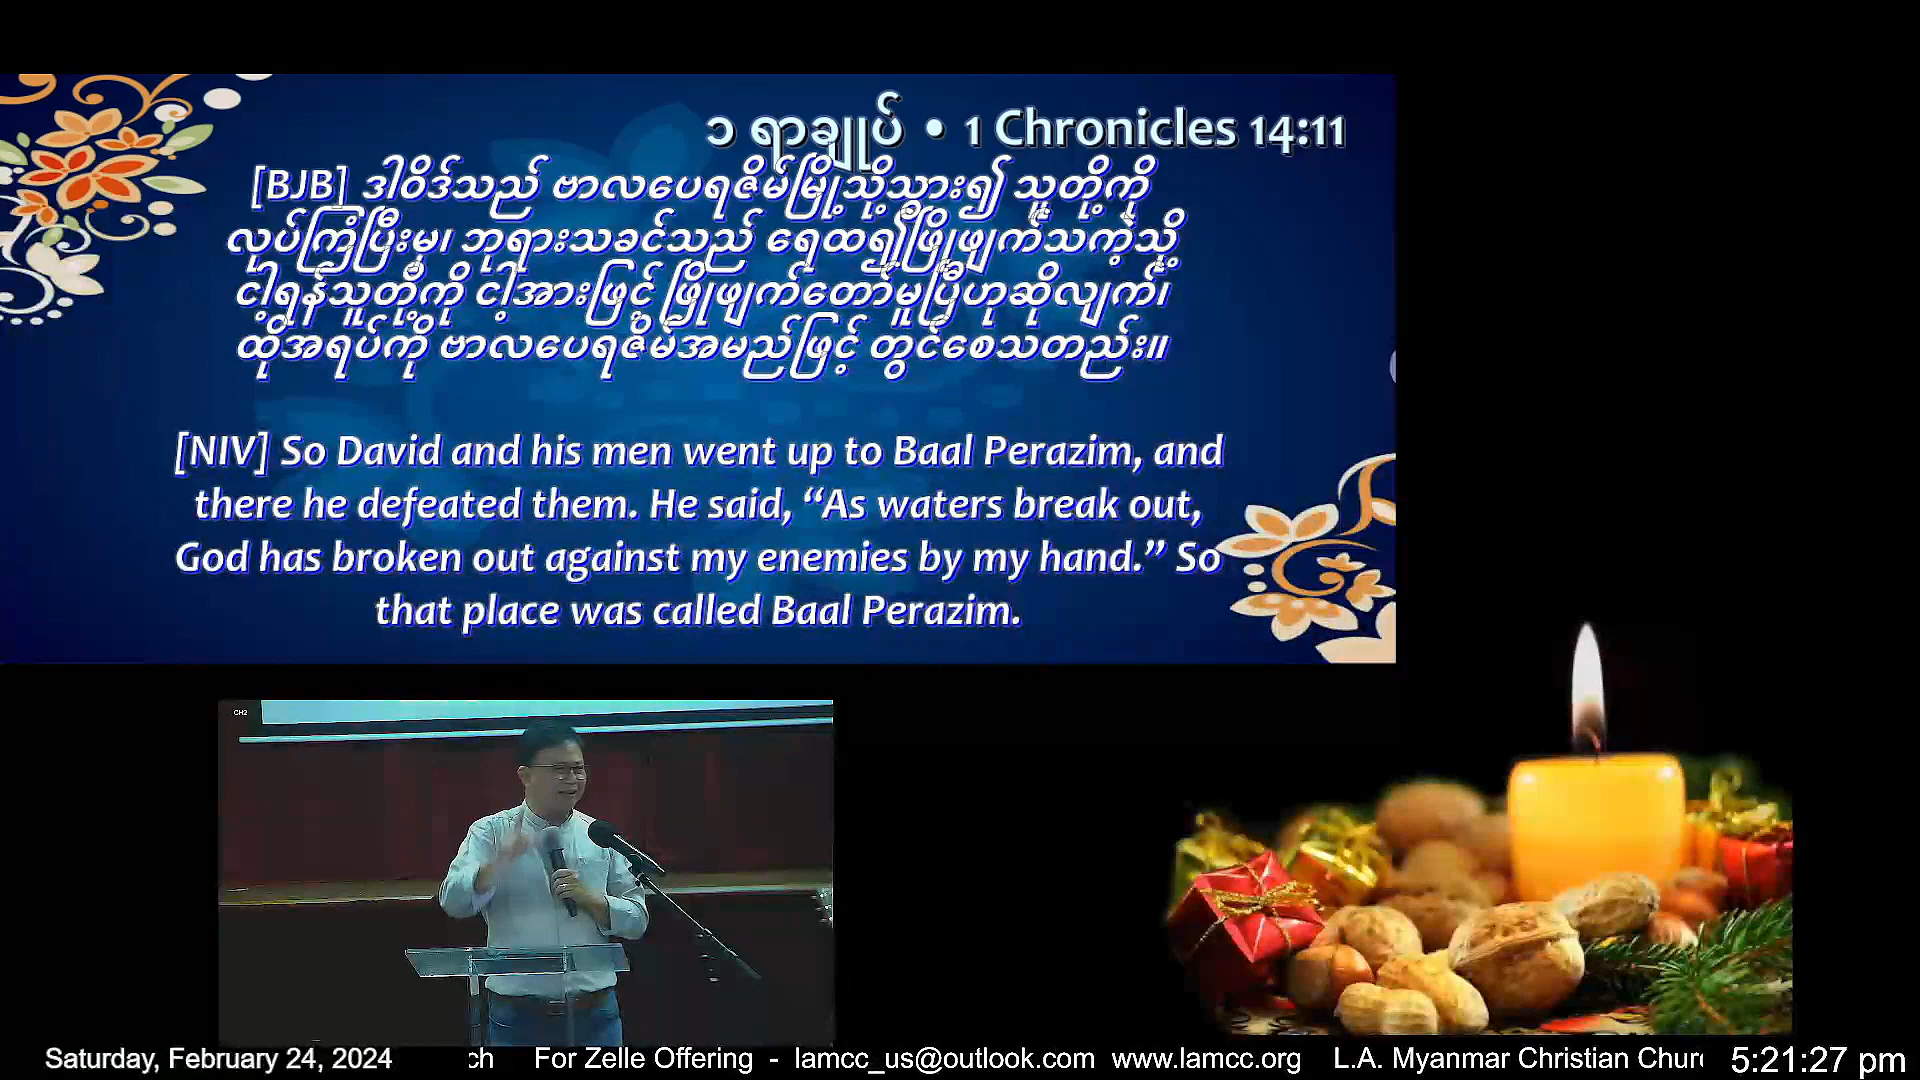 ၁ ရာချျုပ် • 1 Chronicles 14:11
[BJB] ဒါဝိဒ်သည် ဗာလပေရဇိမ်မြို့သို့သွား၍ သူတို့ကို
လုပ်ကြံပြီးမှ၊ ဘုရားသခင်သည် ရေထ၍ဖြိုဖျက်သကဲ့သို့
ငါ့ရန်သူတို့ကို ငါ့အားဖြင့် ဖြိုဖျက်တော်မူပြီဟုဆိုလျက်၊
ထိုအရပ်ကို ဗာလပေရဇိမ်အမည်ဖြင့် တွင်စေသတည်း။
[NIV] So David and his men went up to Baal Perazim, and
there he defeated them. He said, “As waters break out,
God has broken out against my enemies by my hand.” So
that place was called Baal Perazim.
CH2
Saturday, February 24, 2024 ch For Zelle Offering - lamcc_us@outlook.com www.lamcc.org L.A. Myanmar Christian Churc 5:21:27 pm